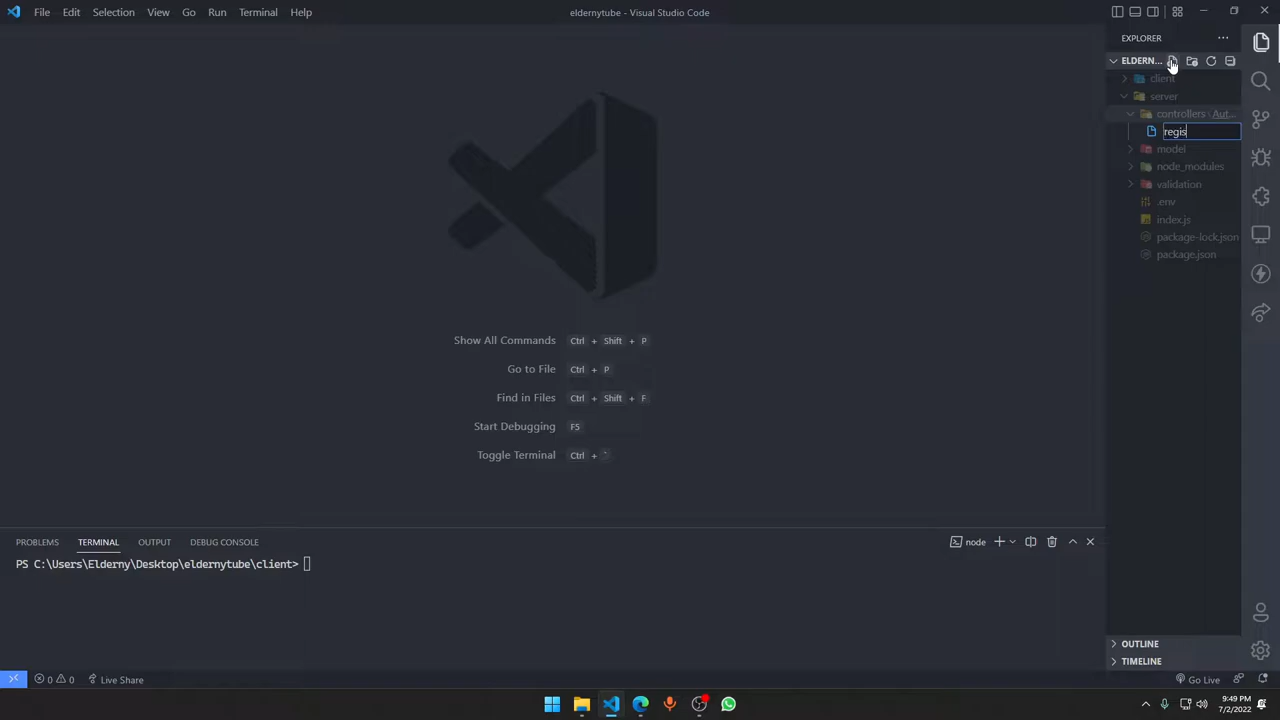 File Edit Selection View Go Run Terminal Help
eldernytube - Visual Studio Code
EXPLORER
ELDERN...
client
server
controllers \ Aut...
regis
model
node_modules
validation
.env
index.js
package-lock.json
package.json
Show All Commands Ctrl + Shift + P
Go to File Ctrl + P
Find in Files Ctrl + Shift + F
Start Debugging F5
Toggle Terminal Ctrl + `
PROBLEMS TERMINAL OUTPUT DEBUG CONSOLE
node
PS C:\Users\Elderny\Desktop\eldernytube\client>
OUTLINE
TIMELINE
0 0 Live Share
Go Live
9:49 PM
7/2/2022